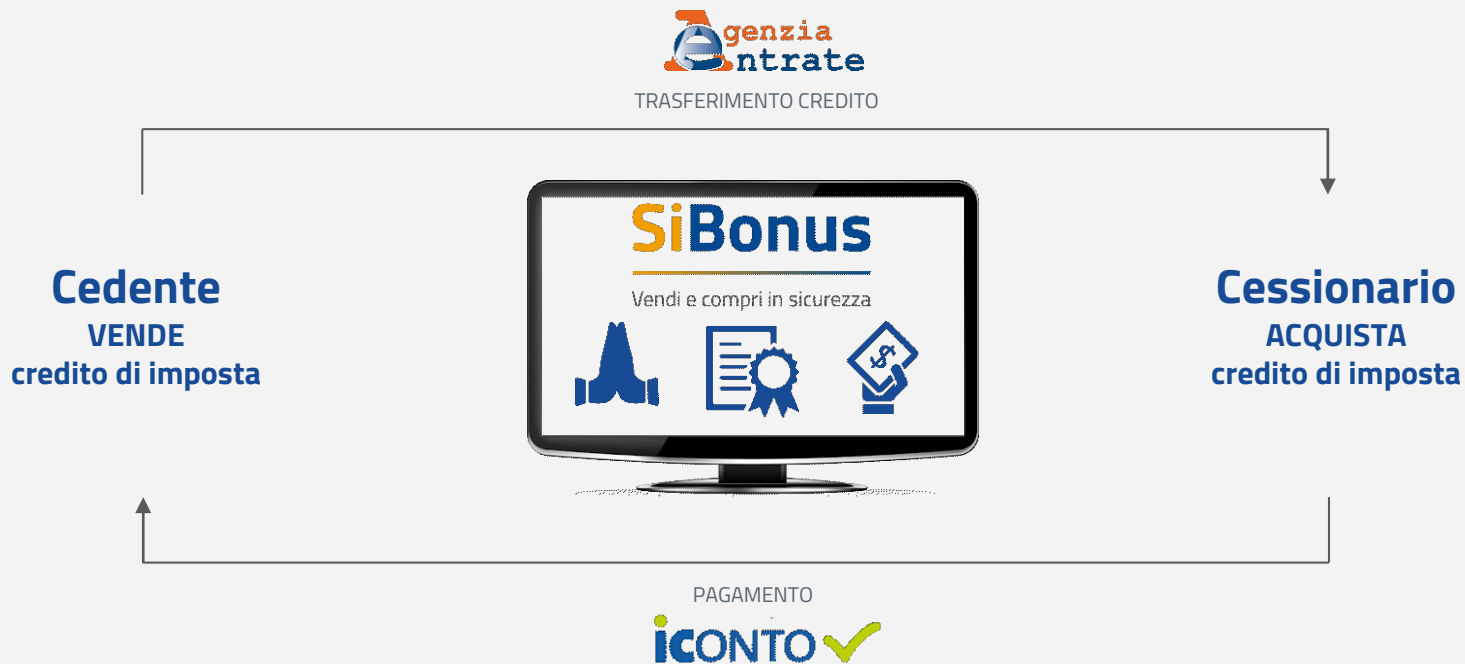 Agenzia
Entrate
TRASFERIMENTO CREDITO
SiBonus
Vendi e compri in sicurezza
Cedente
VENDE
credito di imposta
Cessionario
ACQUISTA
credito di imposta
$
PAGAMENTO
iCONTO